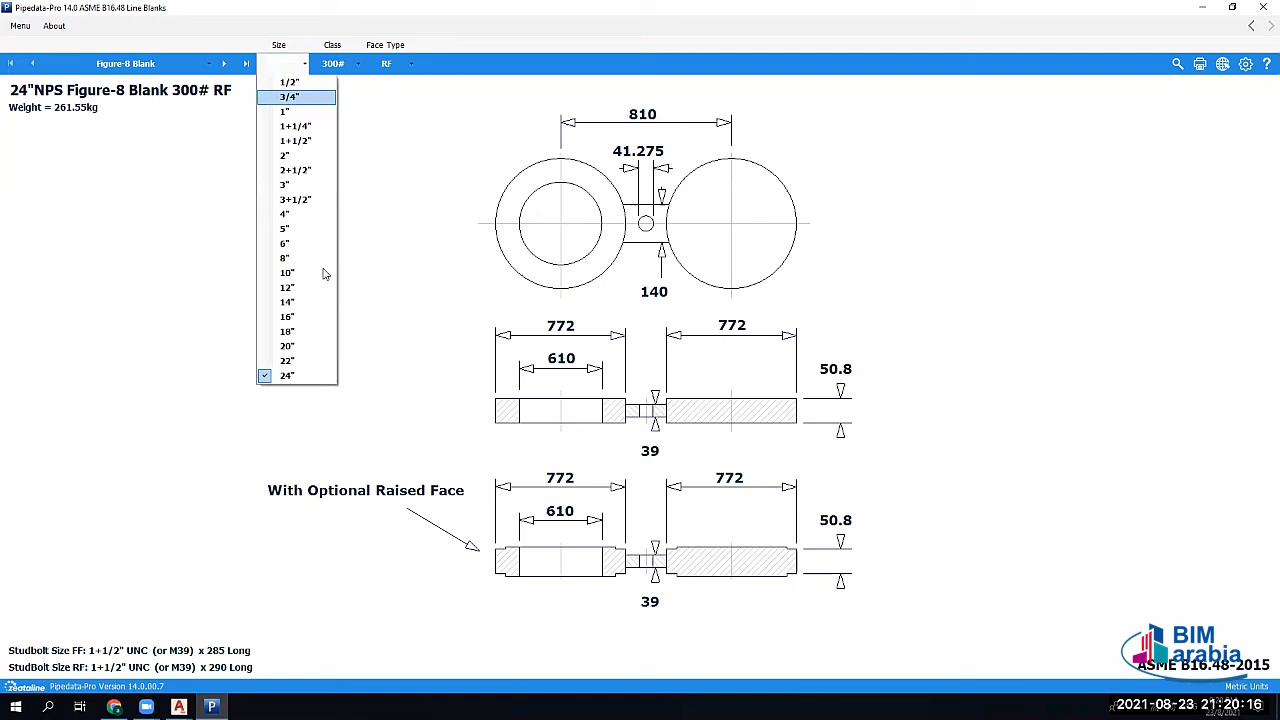 Pipedata-Pro 14.0 ASME B16.48 Line Blanks
Menu About
Size Class Face Type
Figure-8 Blank 300# RF
24"NPS Figure-8 Blank 300# RF
Weight = 261.55kg
1/2"
3/4"
1"
1+1/4"
1+1/2"
2"
2+1/2"
3"
3+1/2"
4"
5"
6"
8"
10"
12"
14"
16"
18"
20"
22"
24"
810
41.275
140
772 772
610
50.8
39
With Optional Raised Face
772 772
610
50.8
39
Studbolt Size FF: 1+1/2" UNC (or M39) x 285 Long
StudBolt Size RF: 1+1/2" UNC (or M39) x 290 Long
BIM
arabia
ASME B16.48-2015
zeataline Pipedata-Pro Version 14.0.00.7
Metric Units
2021-08-23 21:20:16